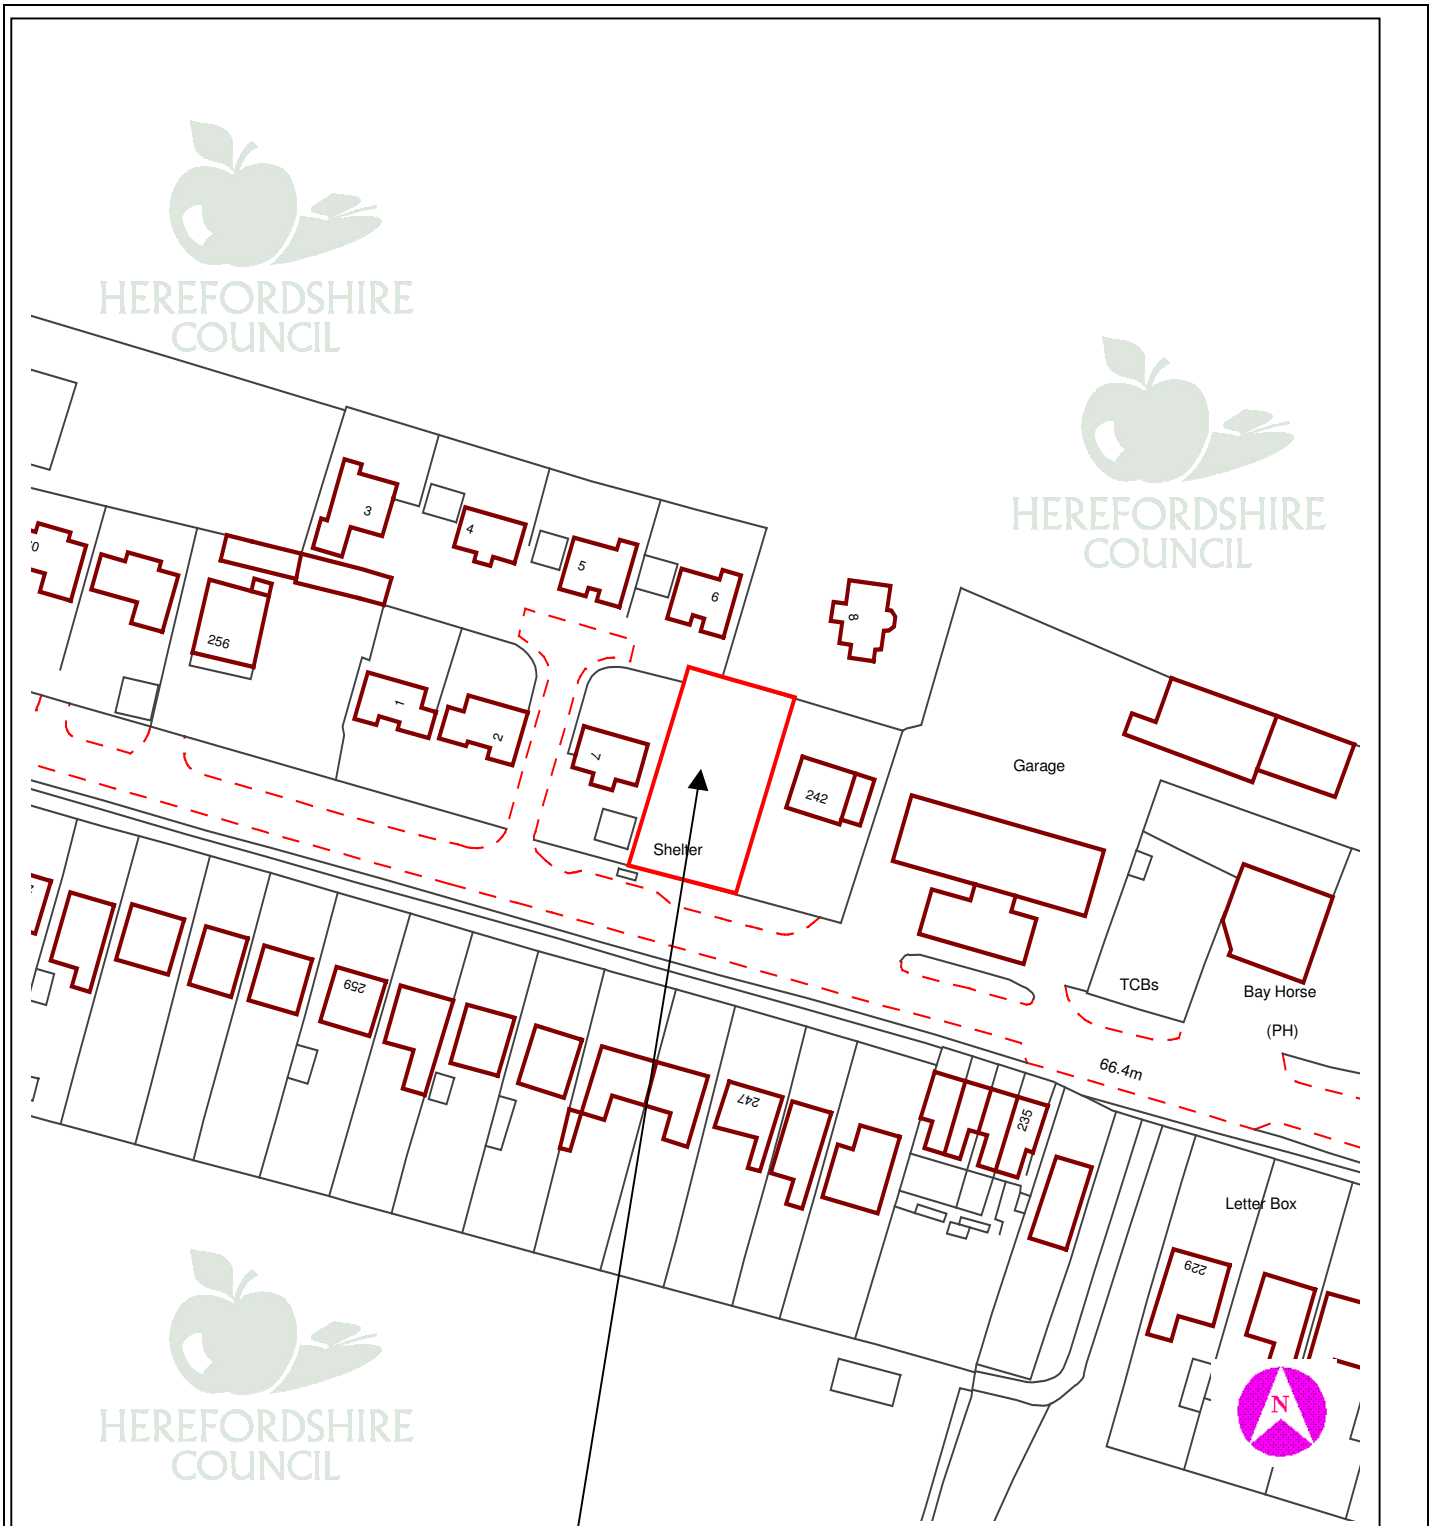 HEREFORDSHIRE
COUNCIL
HEREFORDSHIRE
COUNCIL
3
4
5
6
8
256
1
2
7
242
Garage
Shelter
TCBs
Bay Horse
(PH)
259
66.4m
247
235
Letter Box
229
N
HEREFORDSHIRE
COUNCIL